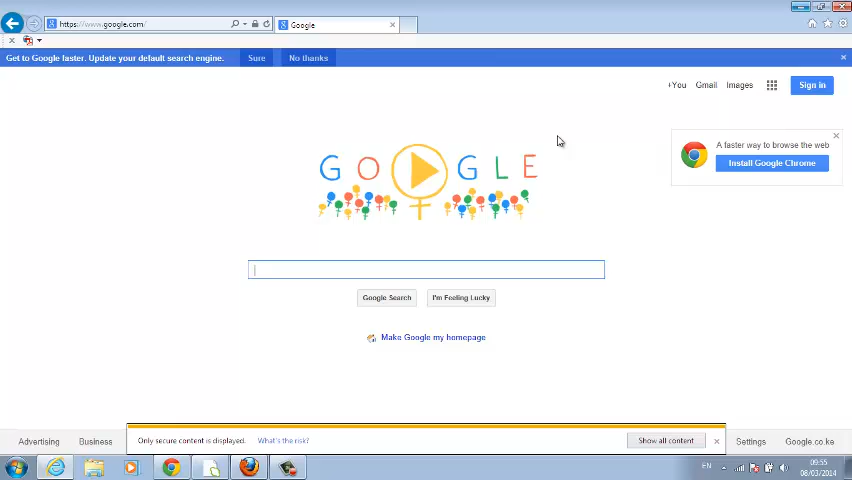 https://www.google.com/
Google
Get to Google faster. Update your default search engine.
Sure
No thanks
+You
Gmail
Images
Sign in
A faster way to browse the web
Install Google Chrome
GO GLE
Google Search
I'm Feeling Lucky
Make Google my homepage
Only secure content is displayed.
What's the risk?
Show all content
Advertising
Business
Settings
Google.co.ke
EN
09:55
08/03/2014